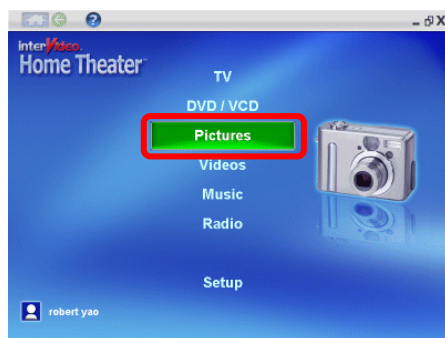 InterVideo.
Home Theater
TV
DVD / VCD
Pictures
Videos
Music
Radio
Setup
robert yao